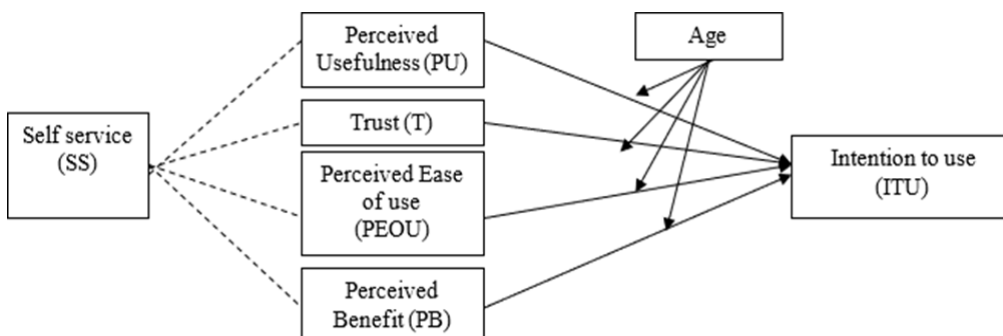 Self service
(SS)
Perceived
Usefulness (PU)
Trust (T)
Perceived Ease
of use
(PEOU)
Perceived
Benefit (PB)
Age
Intention to use
(ITU)